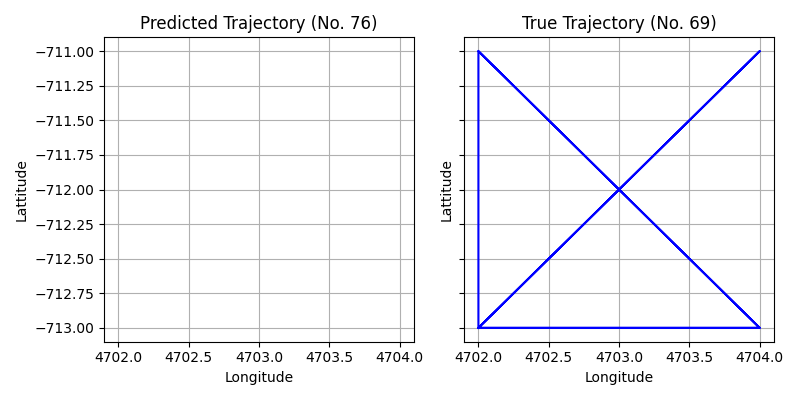 Predicted Trajectory (No. 76)
True Trajectory (No. 69)
−711.00
−711.25
−711.50
−711.75
−712.00
−712.25
−712.50
−712.75
−713.00
Lattitude
Lattitude
4702.0 4702.5 4703.0 4703.5 4704.0
4702.0 4702.5 4703.0 4703.5 4704.0
Longitude
Longitude